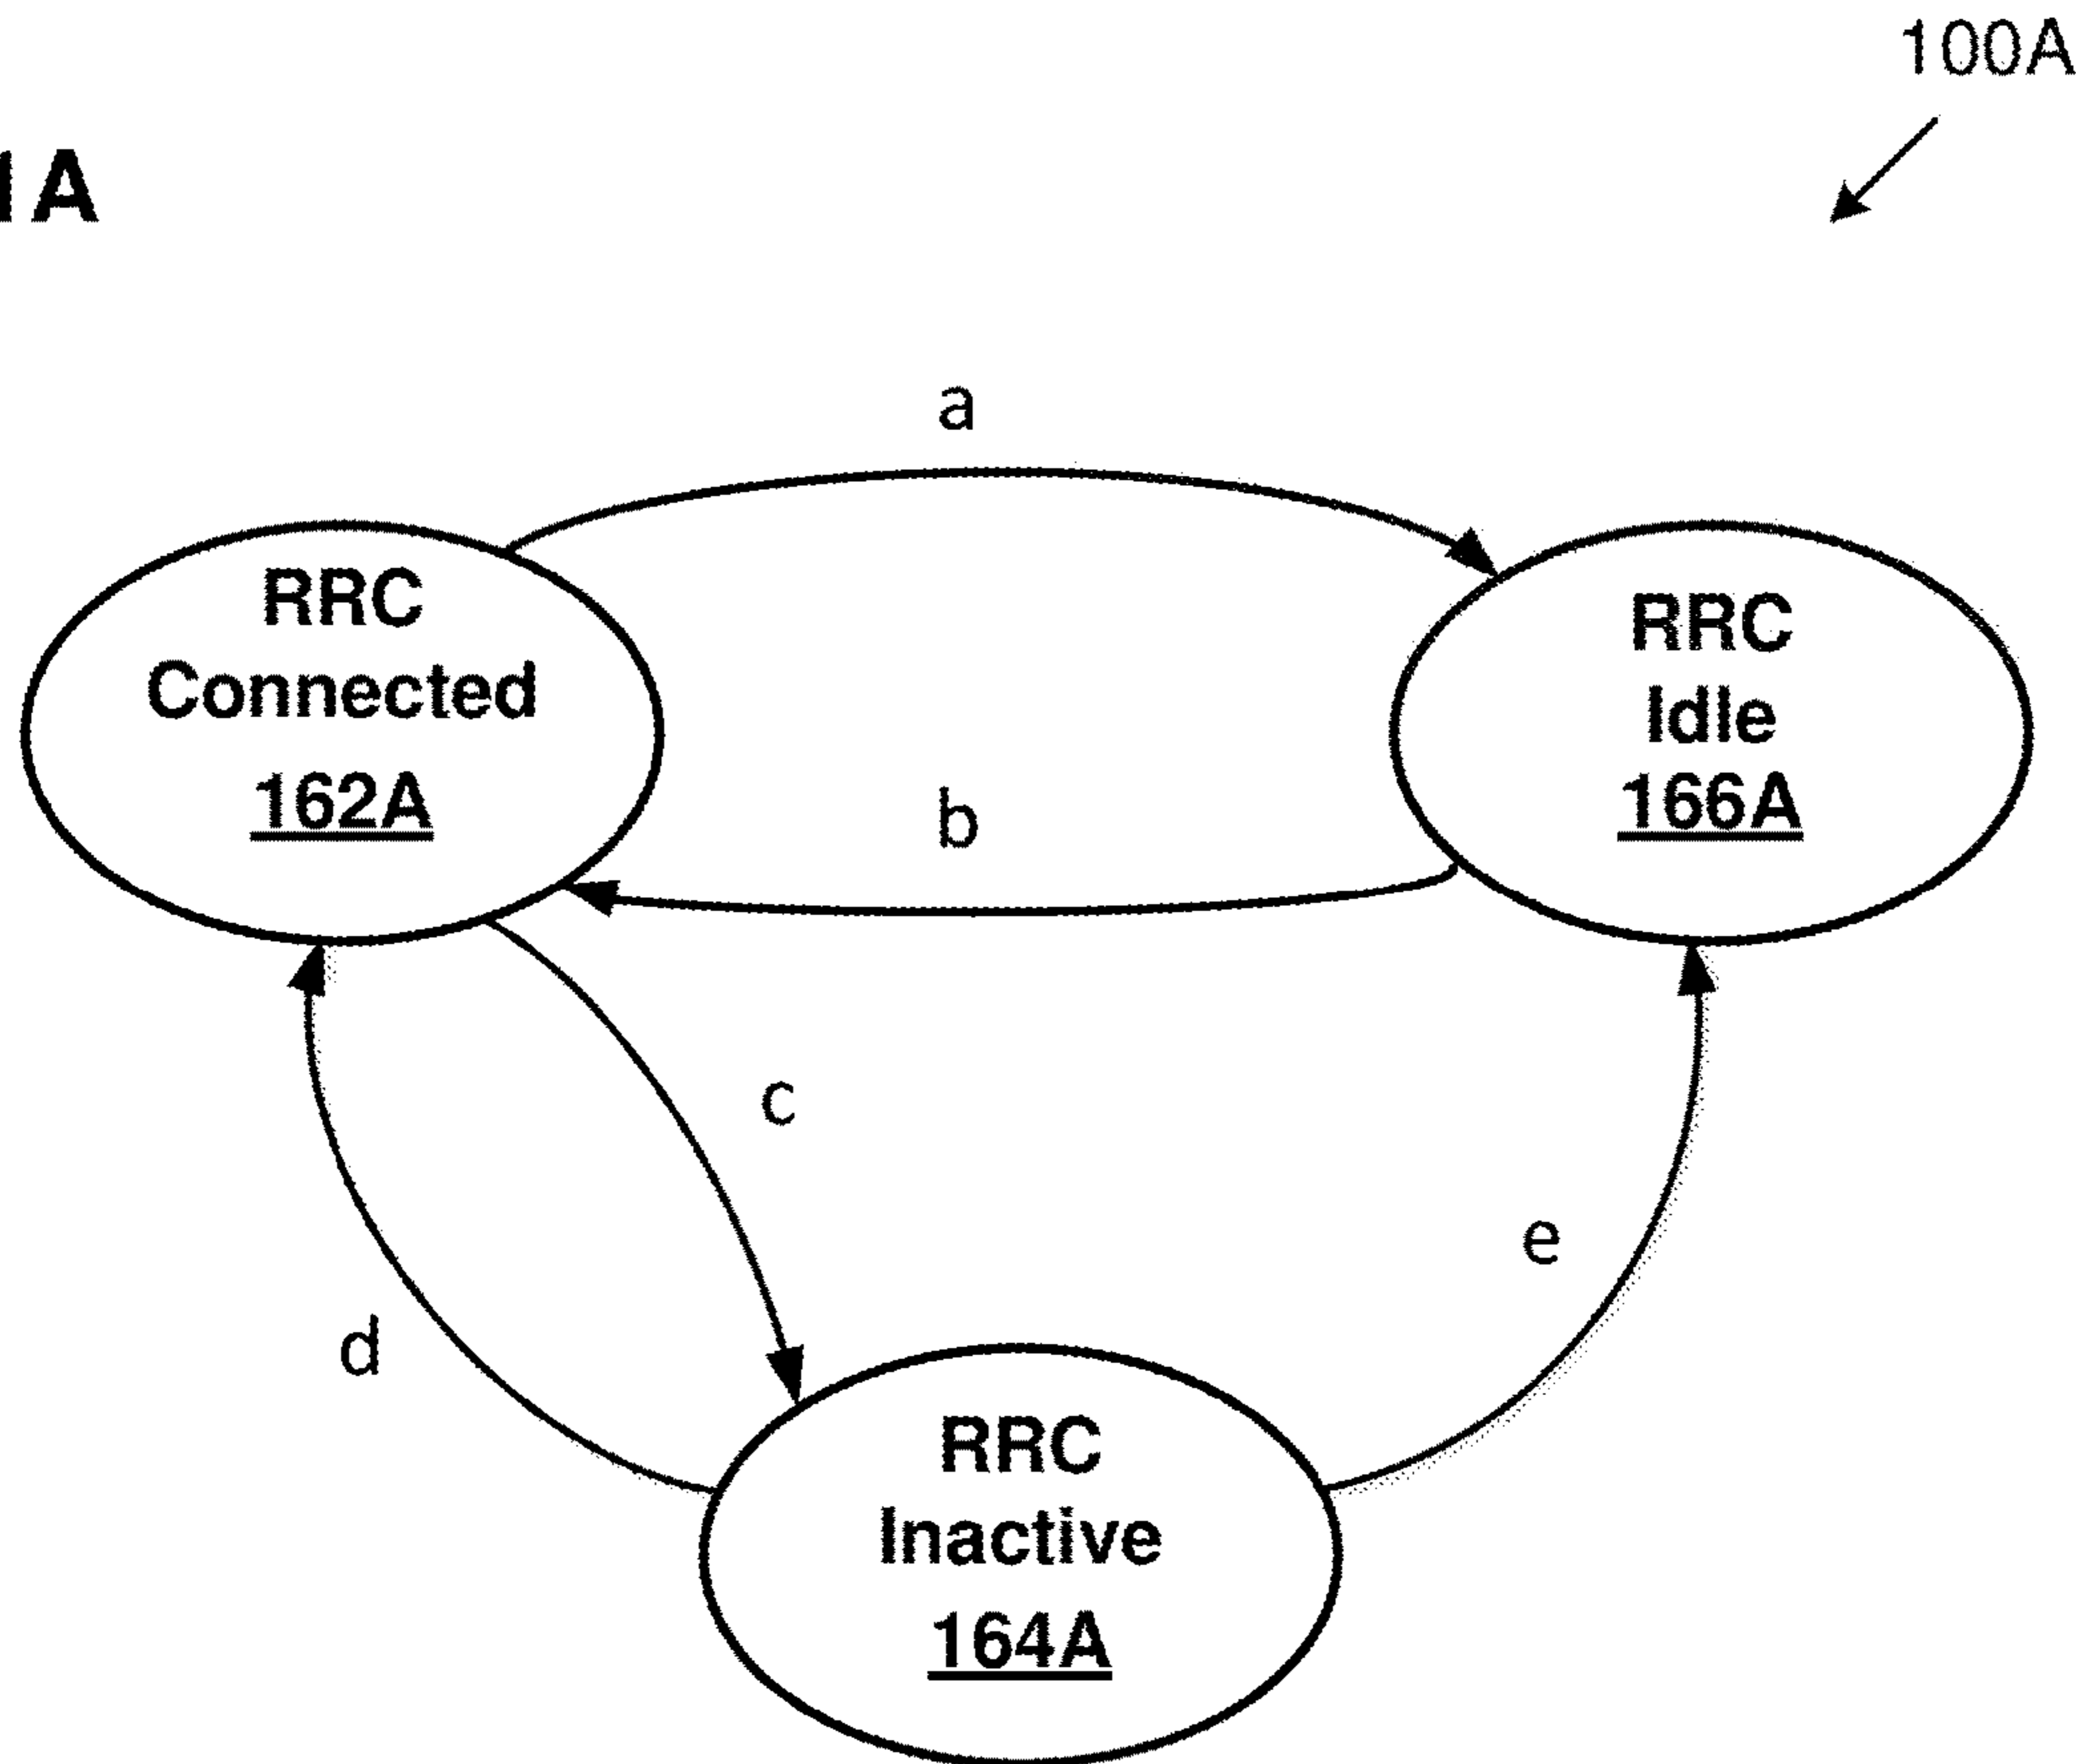 100A
1A
a
RRC
Connected
162A
RRC
Idle
166A
b
c
d
e
RRC
Inactive
164A